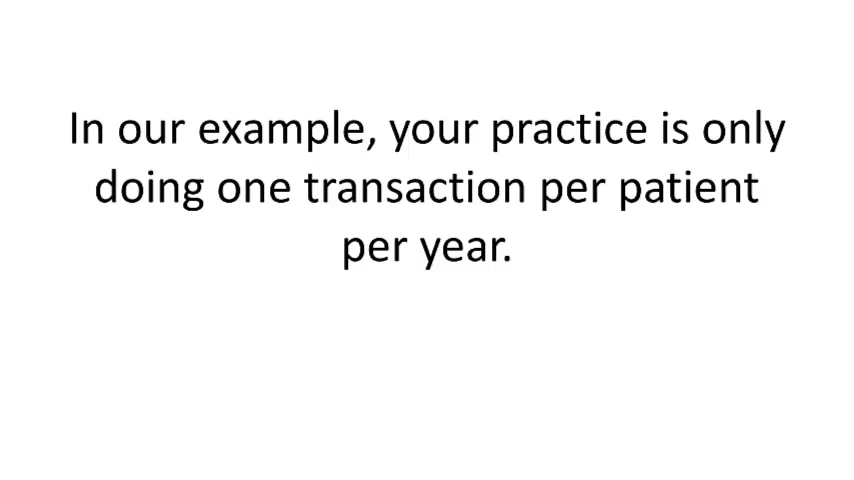 In our example, your practice is only
doing one transaction per patient
per year.